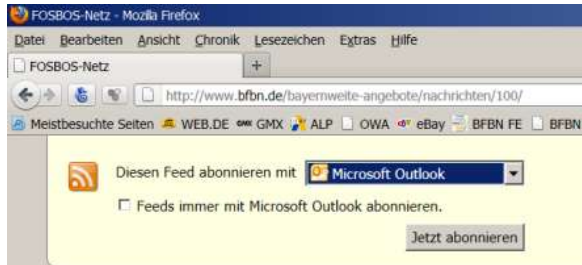 FOSBOS-Netz - Mozilla Firefox
Datei Bearbeiten Ansicht Chronik Lesezeichen Extras Hilfe
FOSBOS-Netz +
http://www.bfbn.de/bayernweite-angebote/nachrichten/100/
Meistbesuchte Seiten WEB.DE GMX ALP OWA eBay BFBN FE BFBN
Diesen Feed abonnieren mit Microsoft Outlook
Feeds immer mit Microsoft Outlook abonnieren.
Jetzt abonnieren